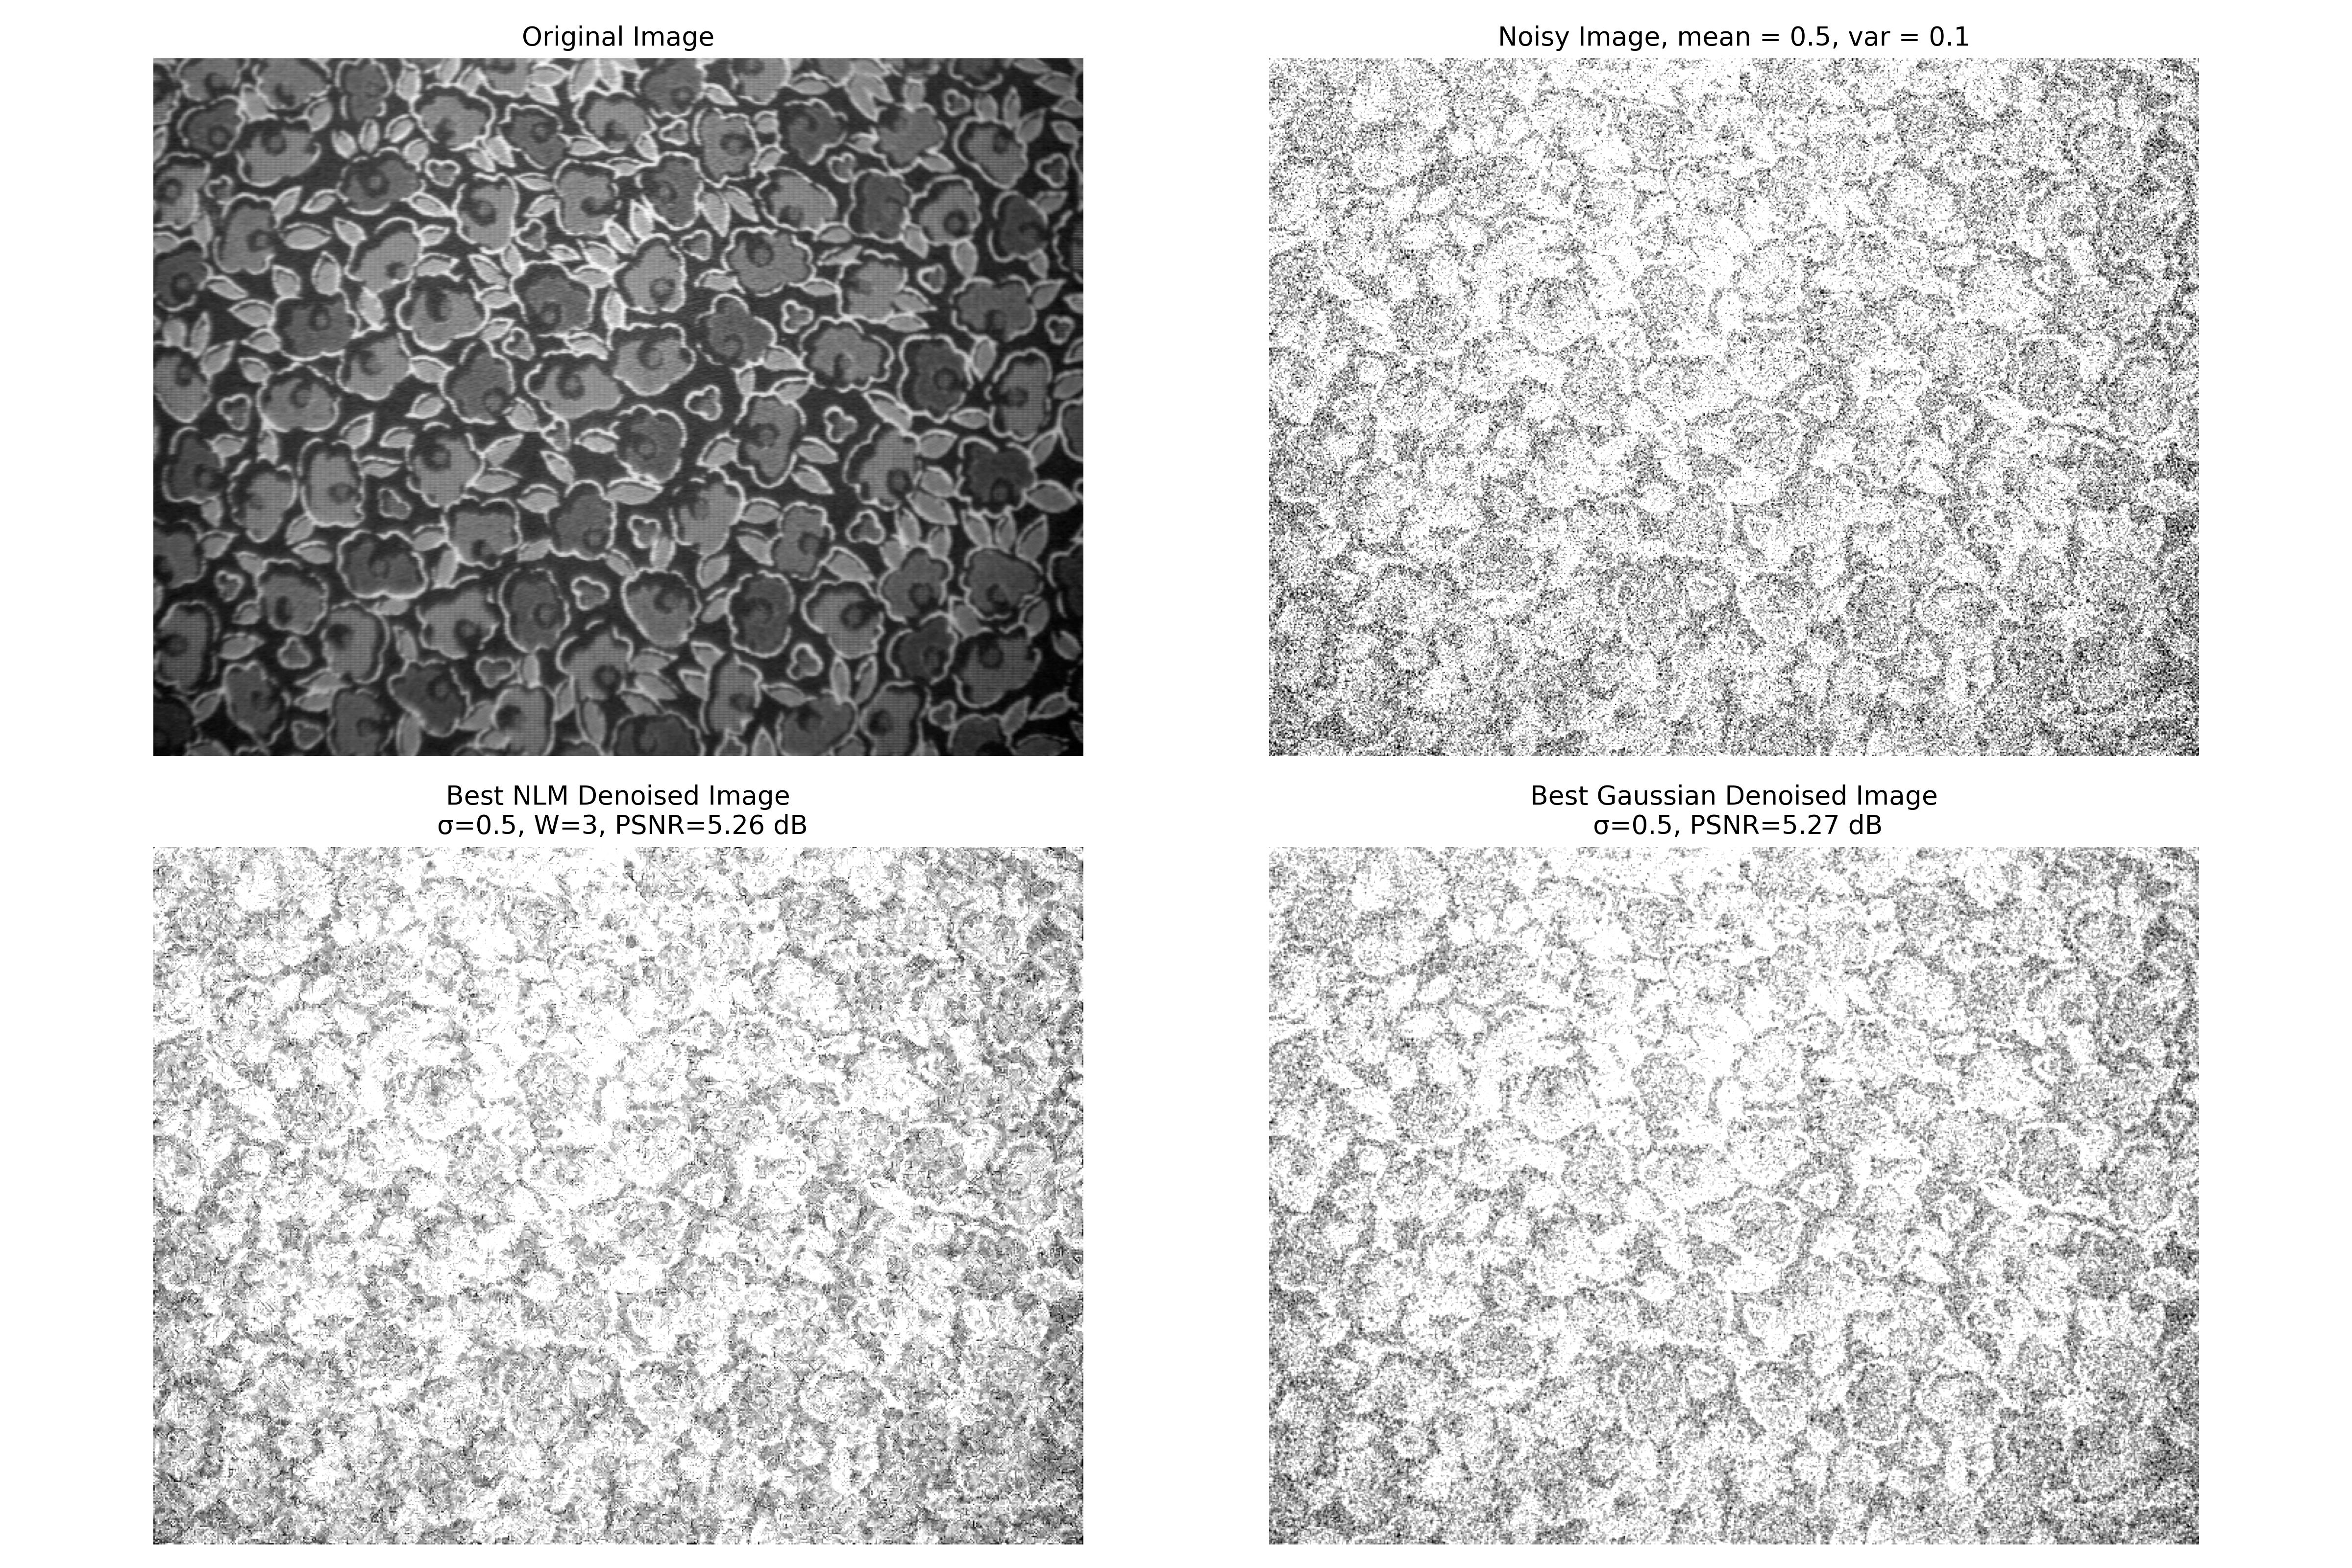 Original Image
Noisy Image, mean = 0.5, var = 0.1
Best NLM Denoised Image
σ=0.5, W=3, PSNR=5.26 dB
Best Gaussian Denoised Image
σ=0.5, PSNR=5.27 dB